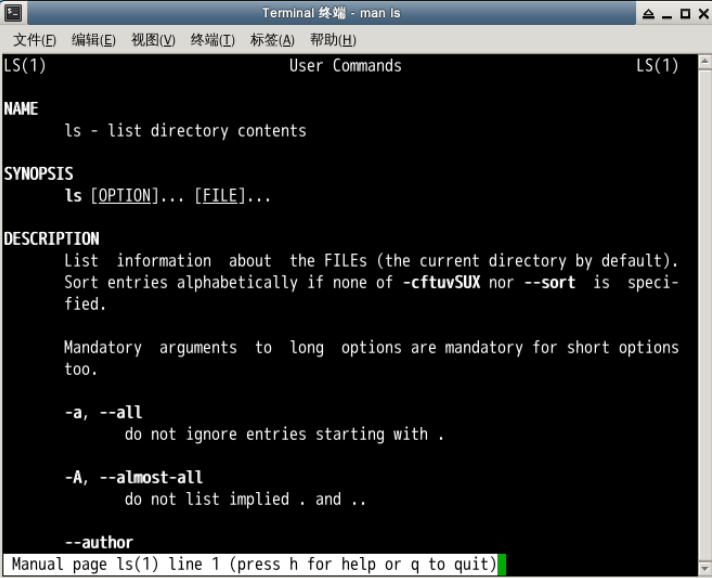 Terminal 终端 - man ls
文件(F) 编辑(E) 视图(V) 终端(T) 标签(A) 帮助(H)
LS(1) User Commands LS(1)
NAME
ls - list directory contents
SYNOPSIS
ls [OPTION]... [FILE]...
DESCRIPTION
List information about the FILEs (the current directory by default).
Sort entries alphabetically if none of -cftuvSUX nor --sort is speci-
fied.
Mandatory arguments to long options are mandatory for short options
too.
-a, --all
do not ignore entries starting with .
-A, --almost-all
do not list implied . and ..
--author
Manual page ls(1) line 1 (press h for help or q to quit)